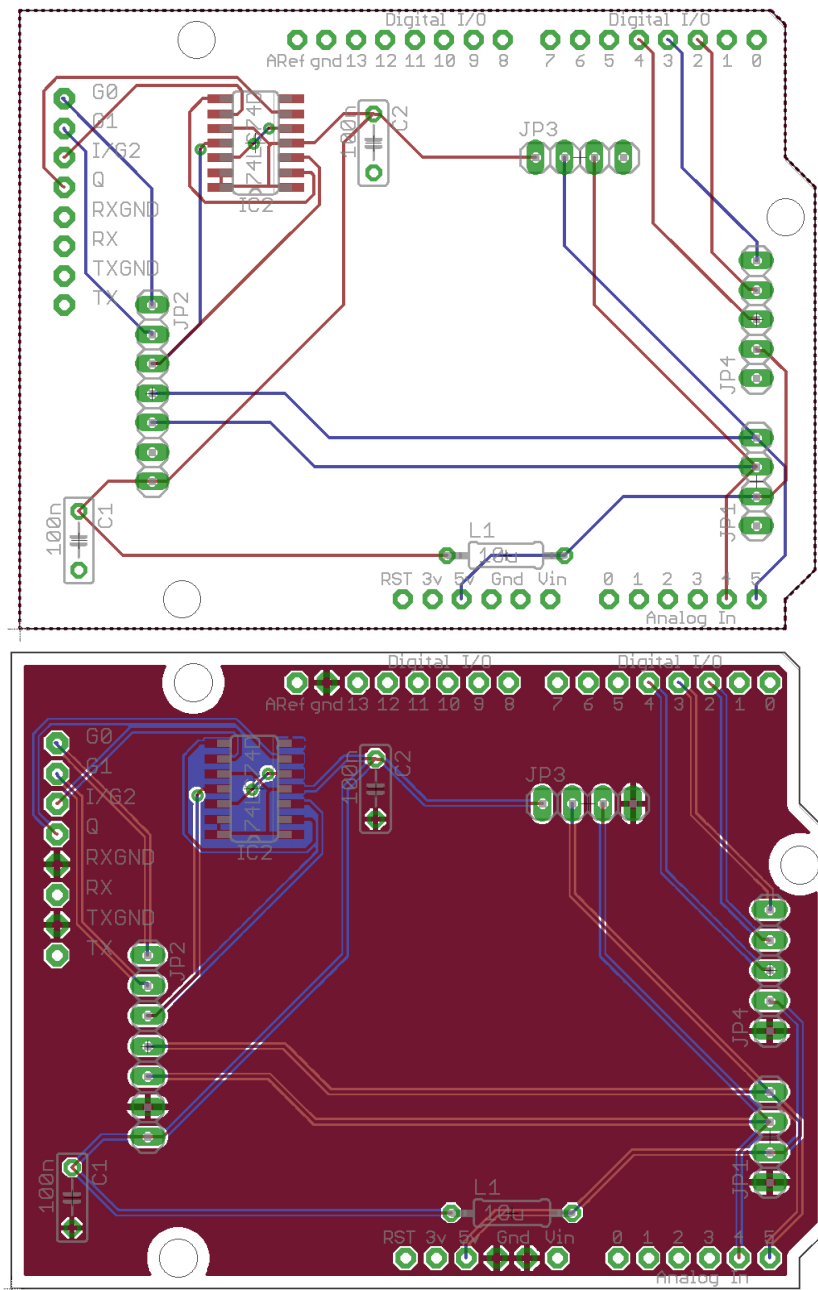 Digital I/O Digital I/O
ARef gnd 13 12 11 10 9 8 7 6 5 4 3 2 1 0
G0
G1
I/G2
Q
RXGND
RX
TXGND
TX
74LS74D
IC2
100n
C2
JP3
JP2
JP4
JP1
100n
C1
L1
10u
RST 3v 5v Gnd Vin 0 1 2 3 4 5
Analog In
Digital I/O Digital I/O
ARef gnd 13 12 11 10 9 8 7 6 5 4 3 2 1 0
G0
G1
I/G2
Q
RXGND
RX
TXGND
TX
74LS74D
IC2
100n
C2
JP3
JP2
JP4
JP1
100n
C1
L1
10u
RST 3v 5v Gnd Vin 0 1 2 3 4 5
Analog In